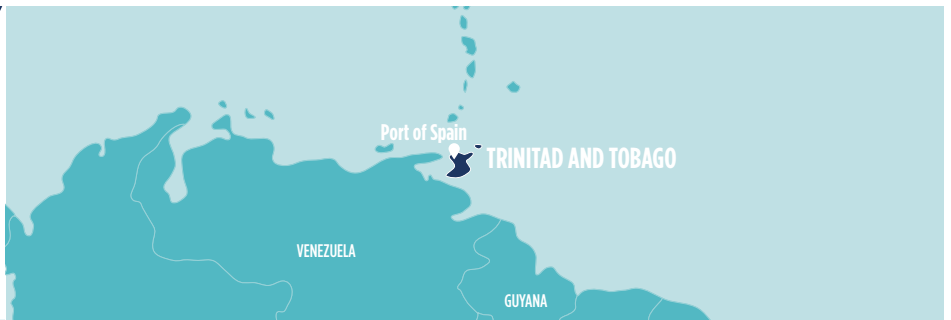 Port of Spain
TRINITAD AND TOBAGO
VENEZUELA
GUYANA